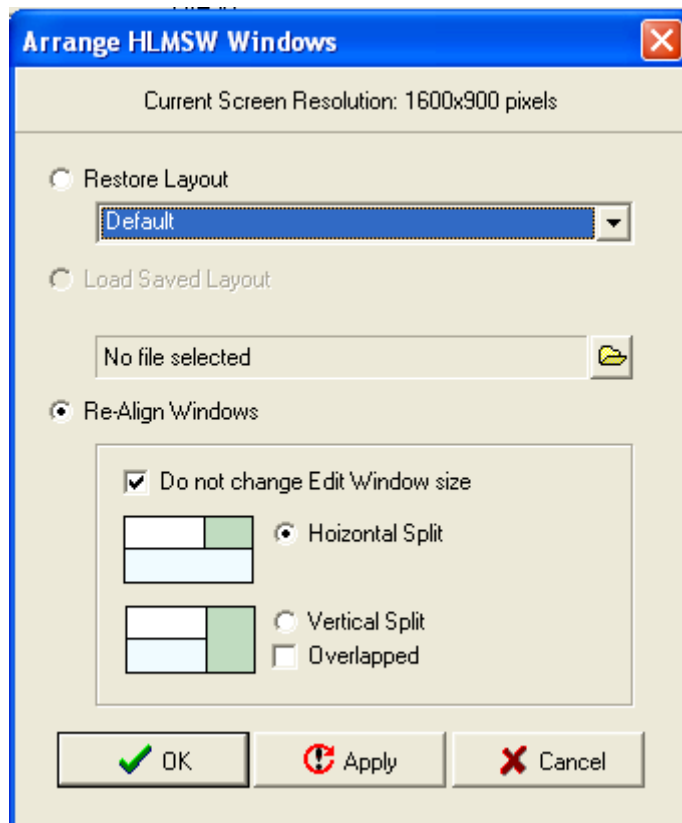 Arrange HLMSW Windows
Current Screen Resolution: 1600x900 pixels
Restore Layout
Default
Load Saved Layout
No file selected
Re-Align Windows
Do not change Edit Window size
Hoizontal Split
Vertical Split
Overlapped
OK
Apply
Cancel